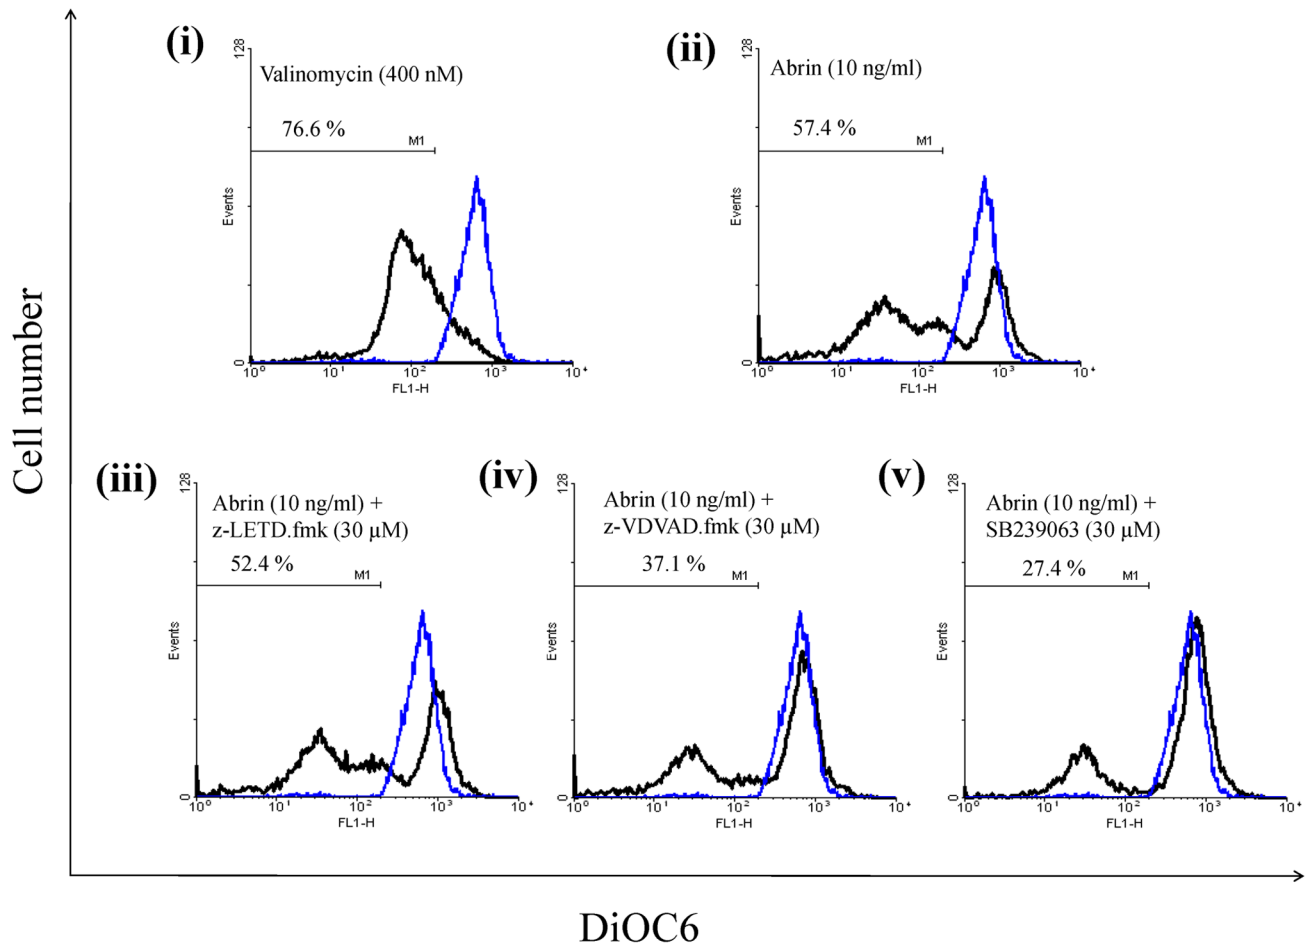 (i)
128
Valinomycin (400 nM)
76.6 %
M1
Events
0
10⁰ 10¹ 10² 10³ 10⁴
FL1-H
(ii)
128
Abrin (10 ng/ml)
57.4 %
M1
Events
0
10⁰ 10¹ 10² 10³ 10⁴
FL1-H
Cell number
(iii)
128
Abrin (10 ng/ml) +
z-LETD.fmk (30 µM)
52.4 %
M1
Events
0
10⁰ 10¹ 10² 10³ 10⁴
FL1-H
(iv)
128
Abrin (10 ng/ml) +
z-VDVAD.fmk (30 µM)
37.1 %
M1
Events
0
10⁰ 10¹ 10² 10³ 10⁴
FL1-H
(v)
128
Abrin (10 ng/ml) +
SB239063 (30 µM)
27.4 %
M1
Events
0
10⁰ 10¹ 10² 10³ 10⁴
FL1-H
DiOC6